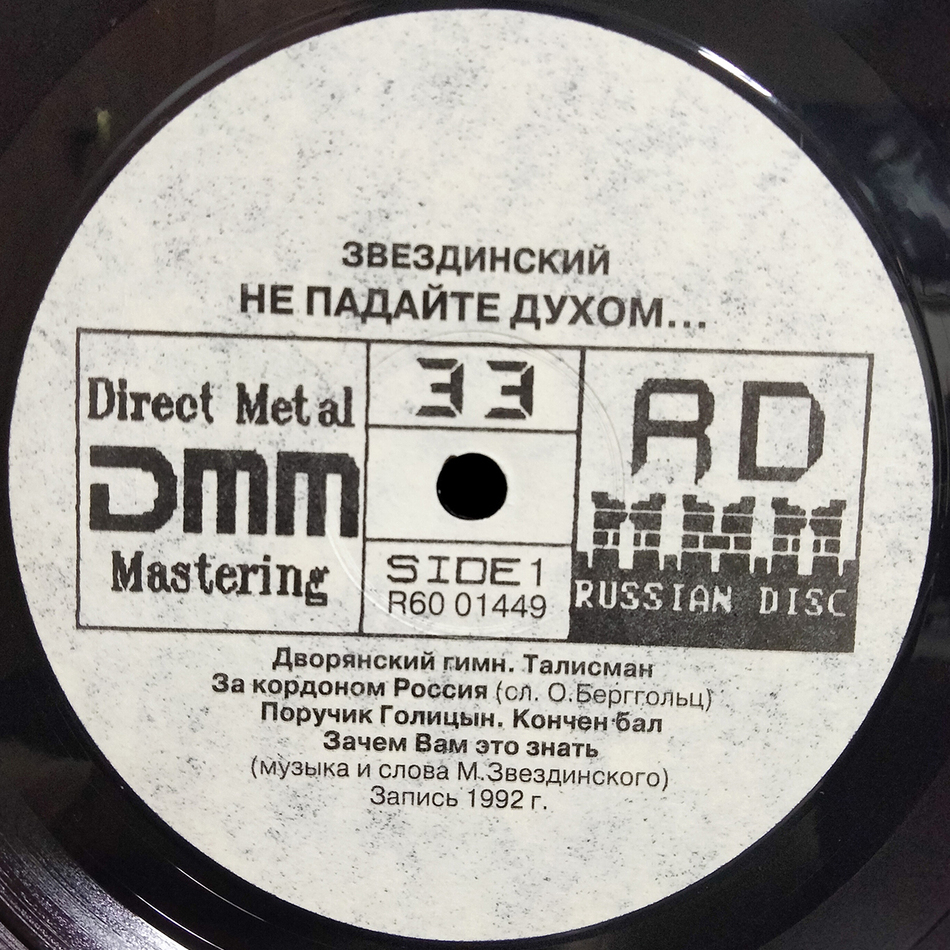 ЗВЕЗДИНСКИЙ
НЕ ПАДАЙТЕ ДУХОМ...
Direct Metal
DMM
Mastering
33
SIDE 1
R60 01449
RD
RUSSIAN DISC
Дворянский гимн. Талисман
За кордоном Россия (сл. О.Берггольц)
Поручик Голицын. Кончен бал
Зачем Вам это знать
(музыка и слова М.Звездинского)
Запись 1992 г.